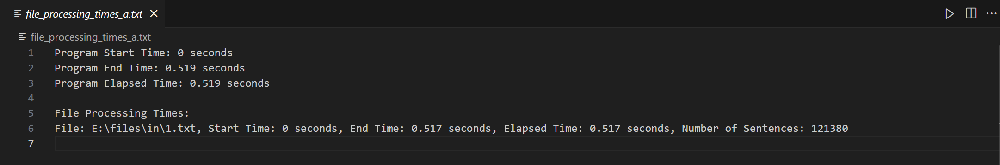 file_processing_times_a.txt
file_processing_times_a.txt
1 Program Start Time: 0 seconds
2 Program End Time: 0.519 seconds
3 Program Elapsed Time: 0.519 seconds
4
5 File Processing Times:
6 File: E:\files\in\1.txt, Start Time: 0 seconds, End Time: 0.517 seconds, Elapsed Time: 0.517 seconds, Number of Sentences: 121380
7